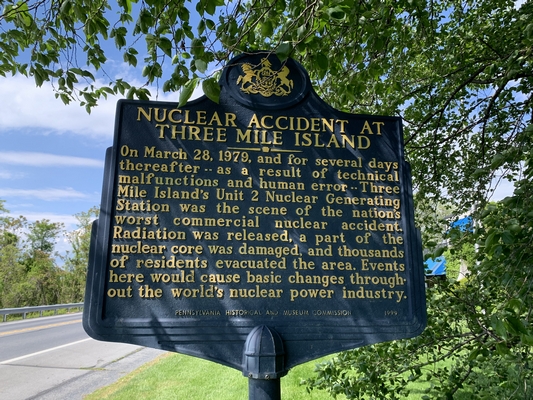 NUCLEAR ACCIDENT AT
THREE MILE ISLAND
On March 28, 1979, and for several days
thereafter -- as a result of technical
malfunctions and human error -- Three
Mile Island's Unit 2 Nuclear Generating
Station was the scene of the nation's
worst commercial nuclear accident.
Radiation was released, a part of the
nuclear core was damaged, and thousands
of residents evacuated the area. Events
here would cause basic changes through-
out the world's nuclear power industry.
PENNSYLVANIA HISTORICAL AND MUSEUM COMMISSION 1999